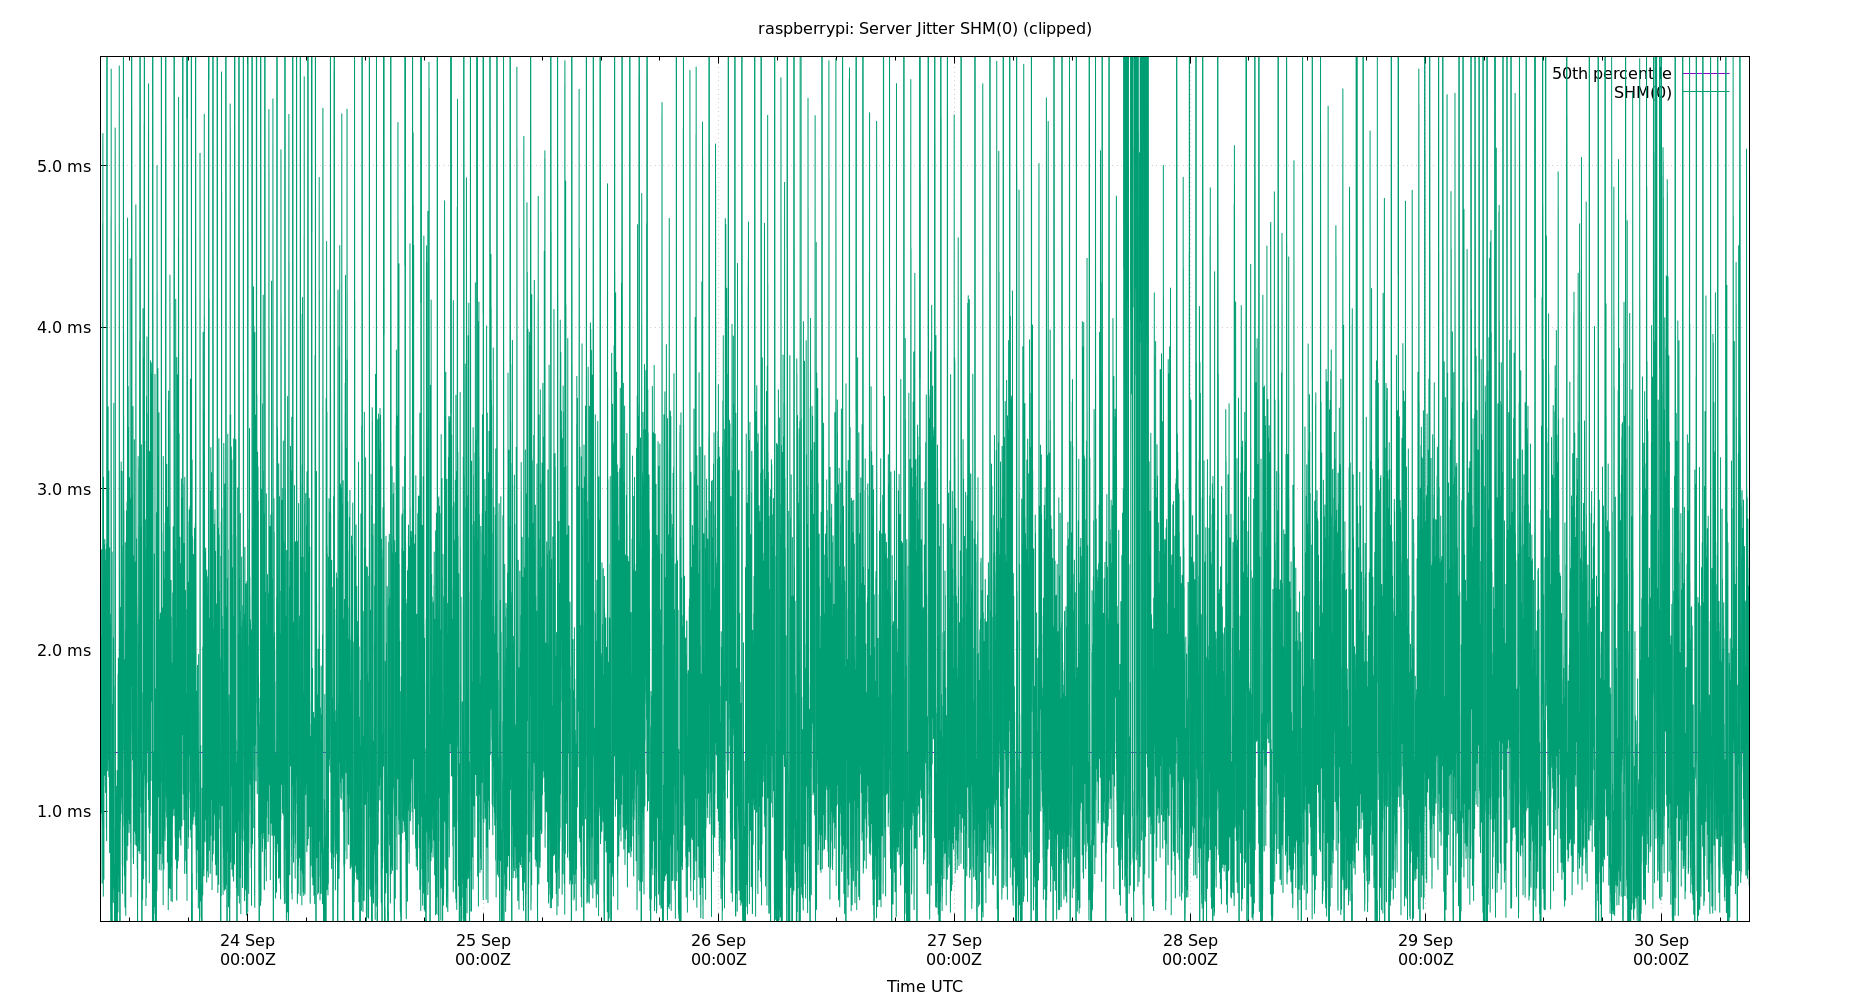 raspberrypi: Server Jitter SHM(0) (clipped)
50th percentile
SHM(0)
5.0 ms
4.0 ms
3.0 ms
2.0 ms
1.0 ms
24 Sep 25 Sep 26 Sep 27 Sep 28 Sep 29 Sep 30 Sep
00:00Z 00:00Z 00:00Z 00:00Z 00:00Z 00:00Z 00:00Z
Time UTC